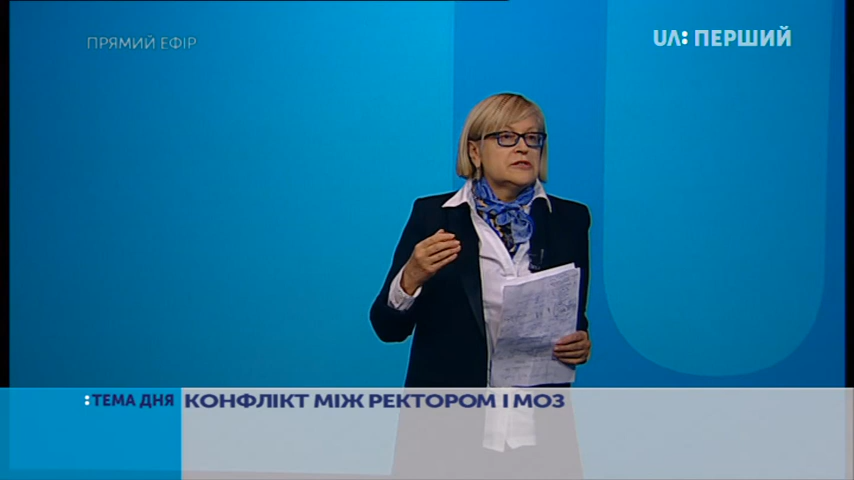 ПРЯМИЙ ЕФІР
UA: ПЕРШИЙ
:ТЕМА ДНЯ
КОНФЛІКТ МІЖ РЕКТОРОМ І МОЗ